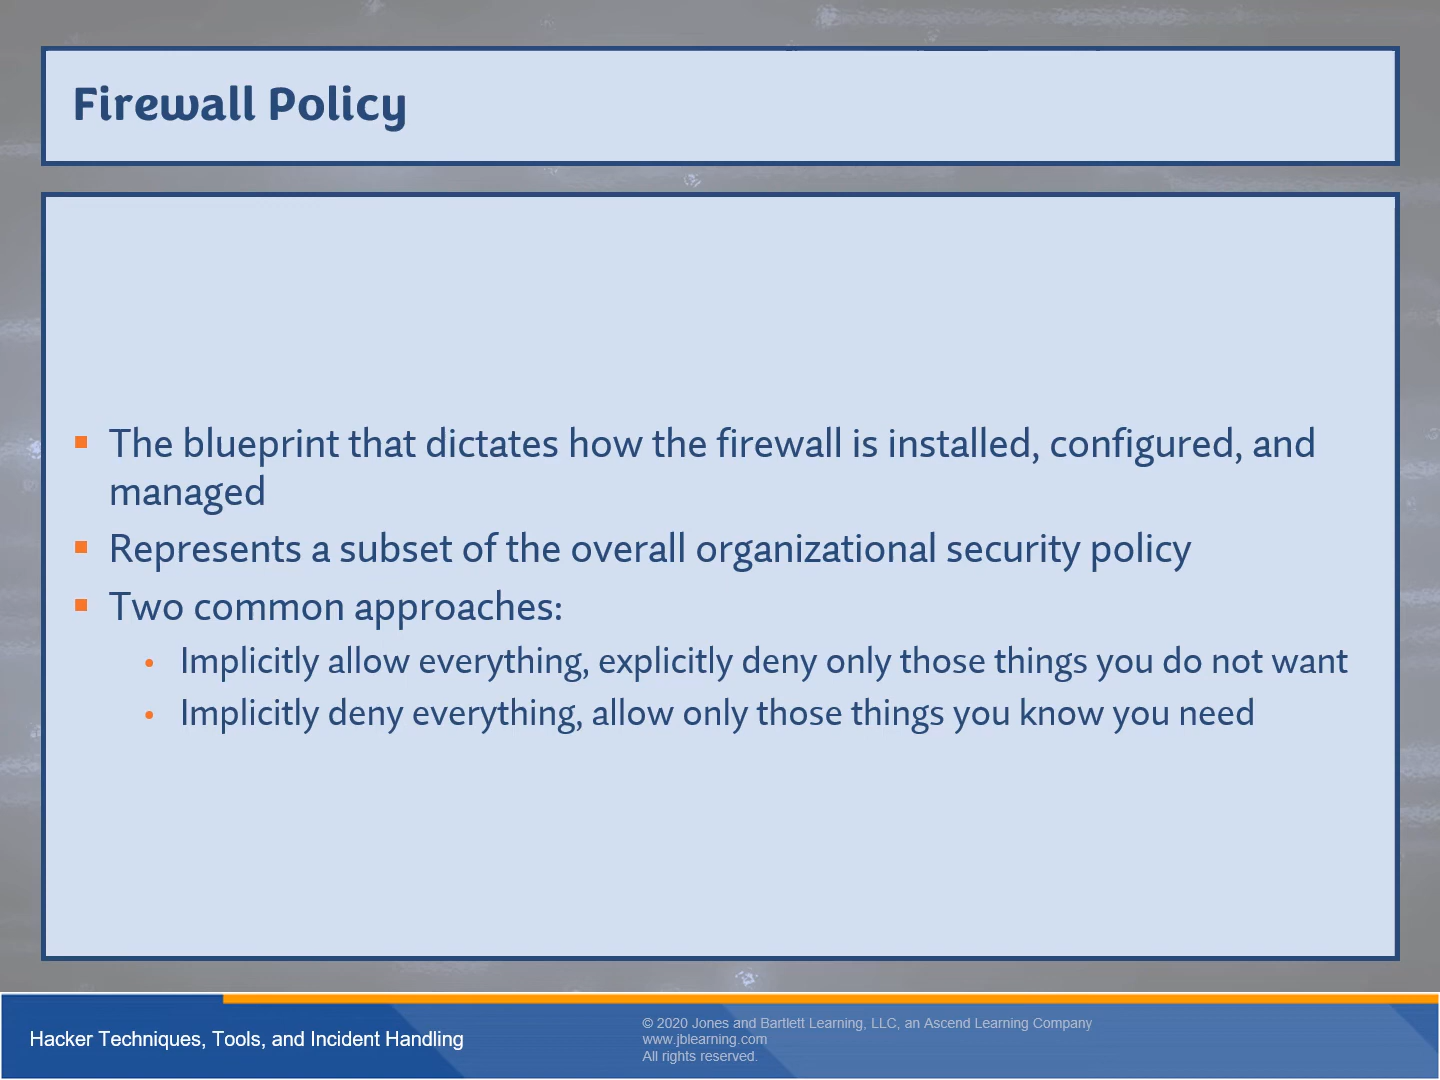 Firewall Policy
The blueprint that dictates how the firewall is installed, configured, and
managed
Represents a subset of the overall organizational security policy
Two common approaches:
Implicitly allow everything, explicitly deny only those things you do not want
Implicitly deny everything, allow only those things you know you need
Hacker Techniques, Tools, and Incident Handling
© 2020 Jones and Bartlett Learning, LLC, an Ascend Learning Company
www.jblearning.com
All rights reserved.